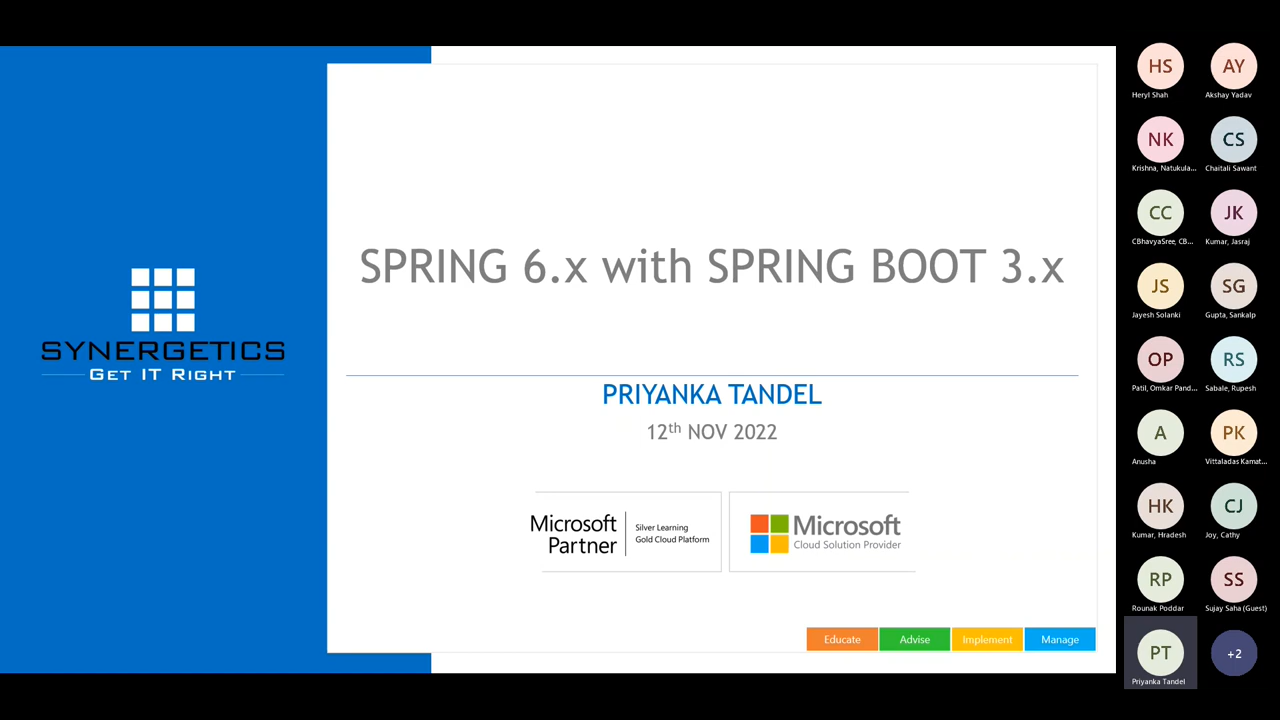 SYNERGETICS
GET IT RIGHT
SPRING 6.x with SPRING BOOT 3.x
PRIYANKA TANDEL
12th NOV 2022
Microsoft
Partner
Silver Learning
Gold Cloud Platform
Microsoft
Cloud Solution Provider
Educate Advise Implement Manage
HS AY
Heryl Shah Akshay Yadav
NK CS
Krishna, Natukula... Chaitali Sawant
CC JK
CBhavyaSree, CB... Kumar, Jasraj
JS SG
Jayesh Solanki Gupta, Sankalp
OP RS
Patil, Omkar Pand... Sabale, Rupesh
A PK
Anusha Vittaladas Kamat...
HK CJ
Kumar, Hradesh Joy, Cathy
RP SS
Rounak Poddar Sujay Saha (Guest)
PT +2
Priyanka Tandel